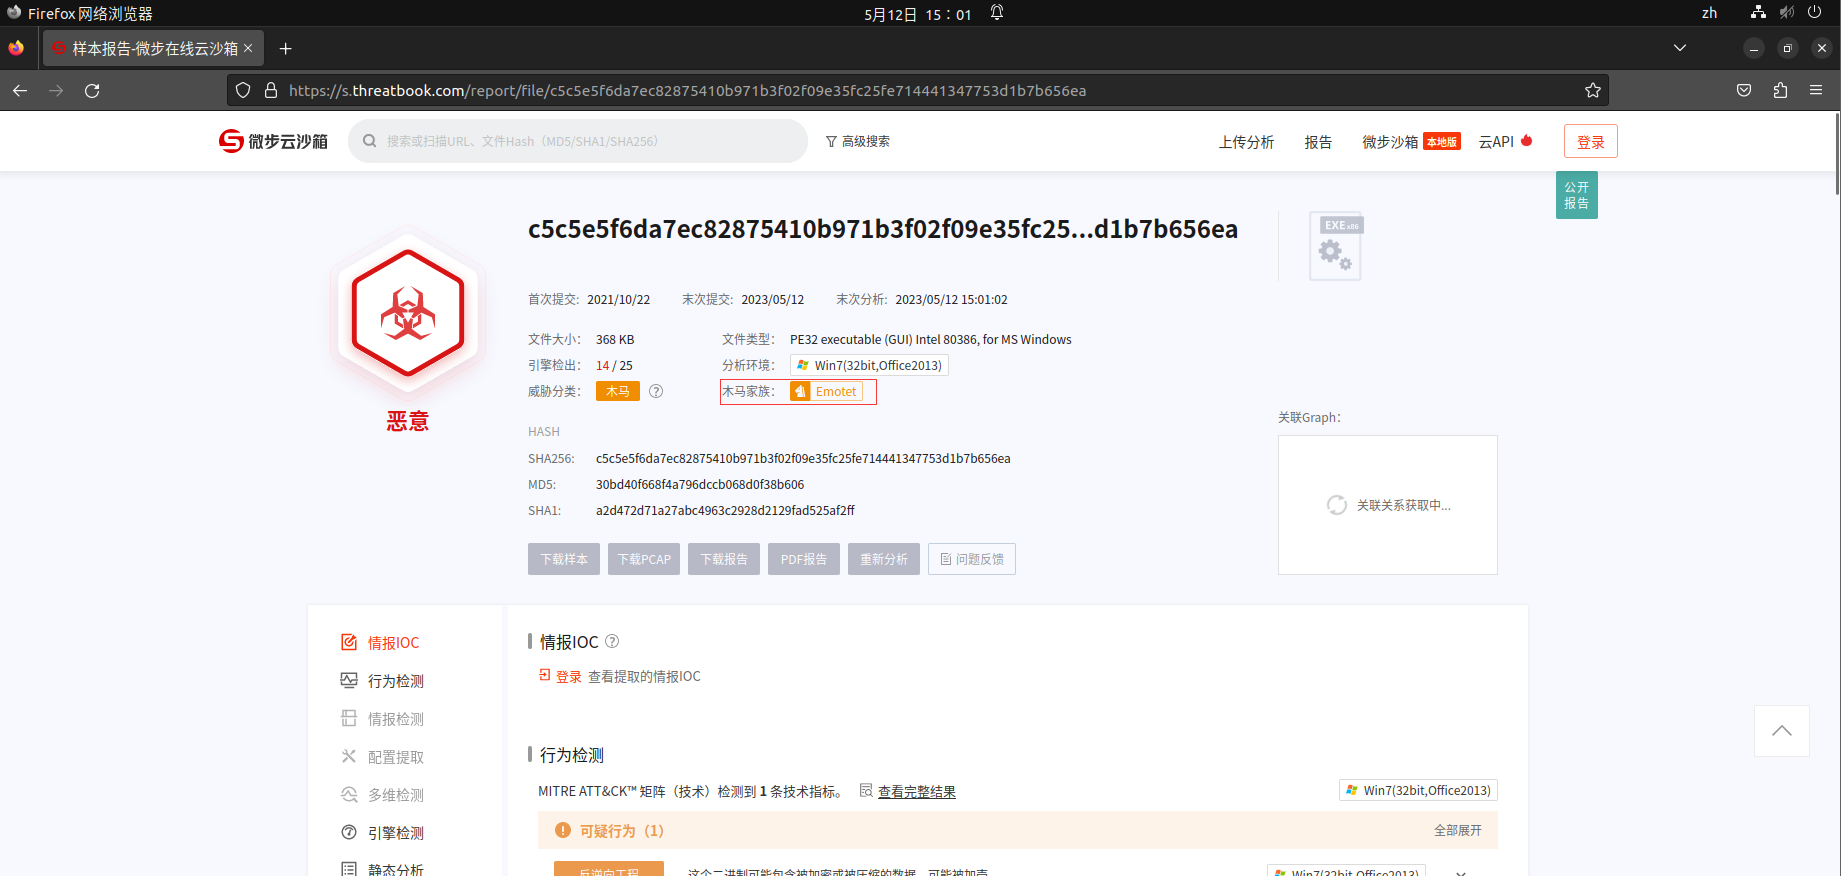 Firefox 网络浏览器
5月12日 15：01
zh
样本报告-微步在线云沙箱
https://s.threatbook.com/report/file/c5c5e5f6da7ec82875410b971b3f02f09e35fc25fe714441347753d1b7b656ea
微步云沙箱
搜索或扫描URL、文件Hash（MD5/SHA1/SHA256）
高级搜索
上传分析
报告
微步沙箱 本地版
云API
登录
公开
报告
c5c5e5f6da7ec82875410b971b3f02f09e35fc25...d1b7b656ea
EXE x86
首次提交: 2021/10/22 末次提交: 2023/05/12 末次分析: 2023/05/12 15:01:02
文件大小: 368 KB 文件类型: PE32 executable (GUI) Intel 80386, for MS Windows
引擎检出: 14 / 25 分析环境: Win7(32bit,Office2013)
威胁分类: 木马 ? 木马家族: Emotet
恶意
关联Graph:
HASH
SHA256: c5c5e5f6da7ec82875410b971b3f02f09e35fc25fe714441347753d1b7b656ea
MD5: 30bd40f668f4a796dccb068d0f38b606
SHA1: a2d472d71a27abc4963c2928d2129fad525af2ff
关联关系获取中...
下载样本 下载PCAP 下载报告 PDF报告 重新分析 问题反馈
情报IOC
行为检测
情报检测
配置提取
多维检测
引擎检测
静态分析
情报IOC ?
登录 查看提取的情报IOC
行为检测
MITRE ATT&CK™ 矩阵（技术）检测到 1 条技术指标。 查看完整结果 Win7(32bit,Office2013)
可疑行为（1） 全部展开
反逆向工程 这个二进制可能包含被加密或被压缩的数据，可能被加壳 Win7(32bit,Office2013)